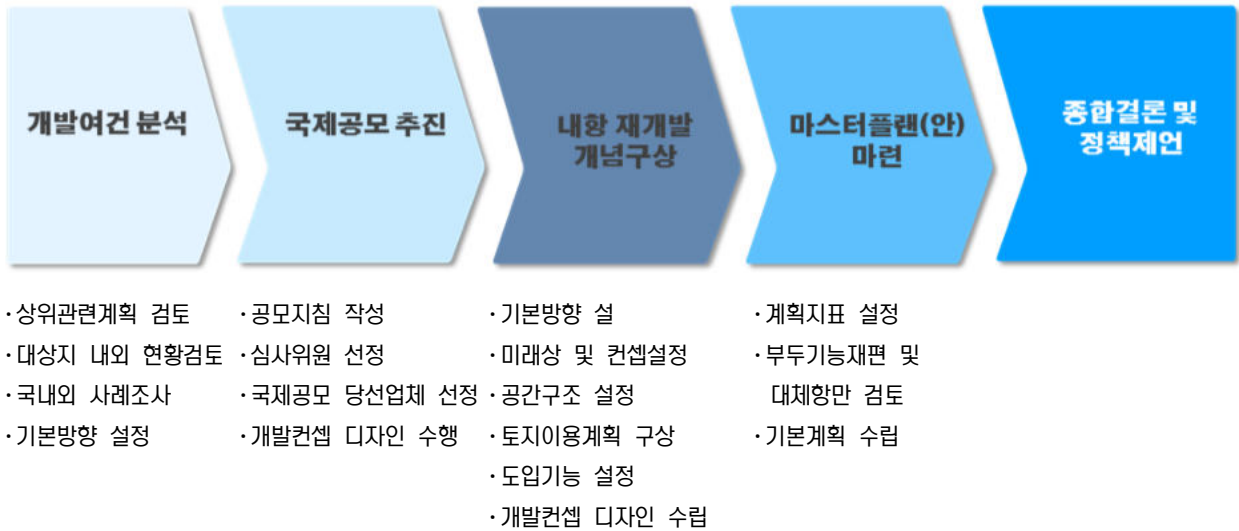 개발여건 분석
국제공모 추진
내항 재개발
개념구상
마스터플랜(안)
마련
종합결론 및
정책제언
·상위관련계획 검토
·대상지 내외 현황검토
·국내외 사례조사
·기본방향 설정
·공모지침 작성
·심사위원 선정
·국제공모 당선업체 선정
·개발컨셉 디자인 수행
·기본방향 설
·미래상 및 컨셉설정
·공간구조 설정
·토지이용계획 구상
·도입기능 설정
·개발컨셉 디자인 수립
·계획지표 설정
·부두기능재편 및
대체항만 검토
·기본계획 수립